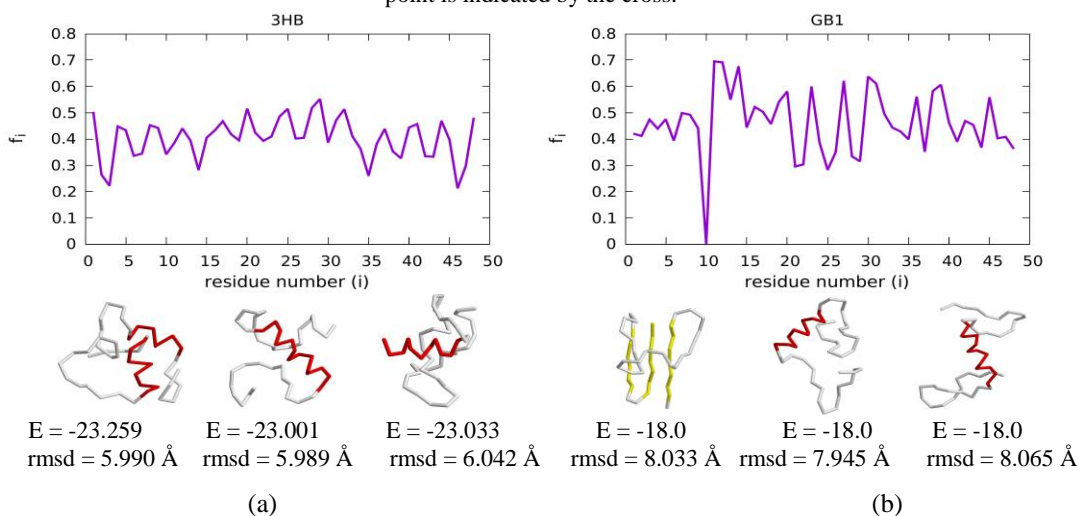 point is indicated by the cross.
3HB
0.8
0.7
0.6
0.5
0.4
0.3
0.2
0.1
0
f_i
0 5 10 15 20 25 30 35 40 45 50
residue number (i)
E = -23.259 E = -23.001 E = -23.033
rmsd = 5.990 Å rmsd = 5.989 Å rmsd = 6.042 Å
(a)
GB1
0.8
0.7
0.6
0.5
0.4
0.3
0.2
0.1
0
f_i
0 5 10 15 20 25 30 35 40 45 50
residue number (i)
E = -18.0 E = -18.0 E = -18.0
rmsd = 8.033 Å rmsd = 7.945 Å rmsd = 8.065 Å
(b)